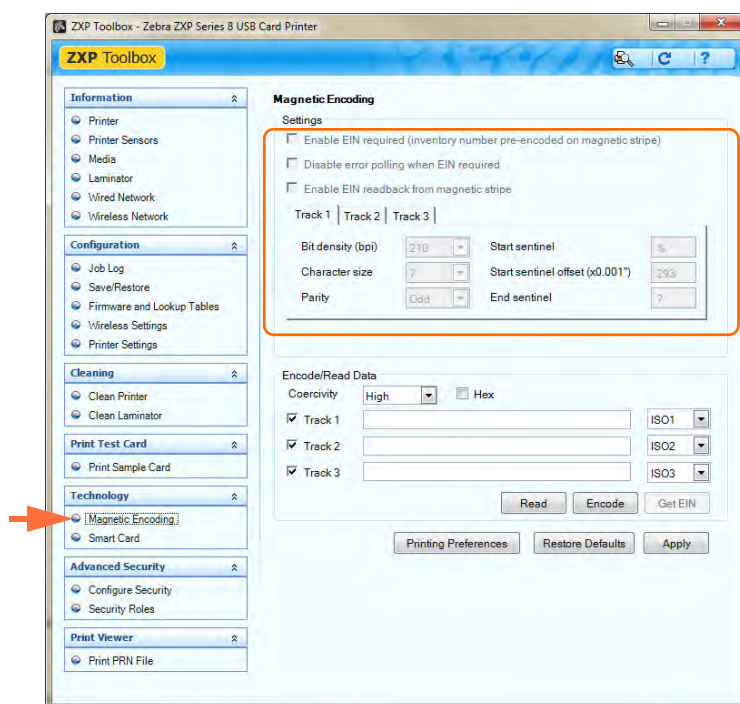 ZXP Toolbox - Zebra ZXP Series 8 USB Card Printer
ZXP Toolbox
Information
Printer
Printer Sensors
Media
Laminator
Wired Network
Wireless Network
Configuration
Job Log
Save/Restore
Firmware and Lookup Tables
Wireless Settings
Printer Settings
Cleaning
Clean Printer
Clean Laminator
Print Test Card
Print Sample Card
Technology
Magnetic Encoding
Smart Card
Advanced Security
Configure Security
Security Roles
Print Viewer
Print PRN File
Magnetic Encoding
Settings
Enable EIN required (inventory number pre-encoded on magnetic stripe)
Disable error polling when EIN required
Enable EIN readback from magnetic stripe
Track 1 Track 2 Track 3
Bit density (bpi) 210 Start sentinel %
Character size 7 Start sentinel offset (x0.001") 293
Parity Odd End sentinel ?
Encode/Read Data
Coercivity High Hex
Track 1 ISO1
Track 2 ISO2
Track 3 ISO3
Read Encode Get EIN
Printing Preferences Restore Defaults Apply